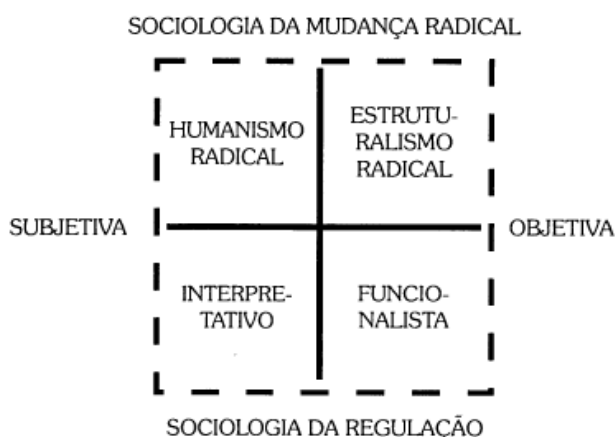 SOCIOLOGIA DA MUDANÇA RADICAL
HUMANISMO
RADICAL
ESTRUTU-
RALISMO
RADICAL
SUBJETIVA
OBJETIVA
INTERPRE-
TATIVO
FUNCIO-
NALISTA
SOCIOLOGIA DA REGULAÇÃO